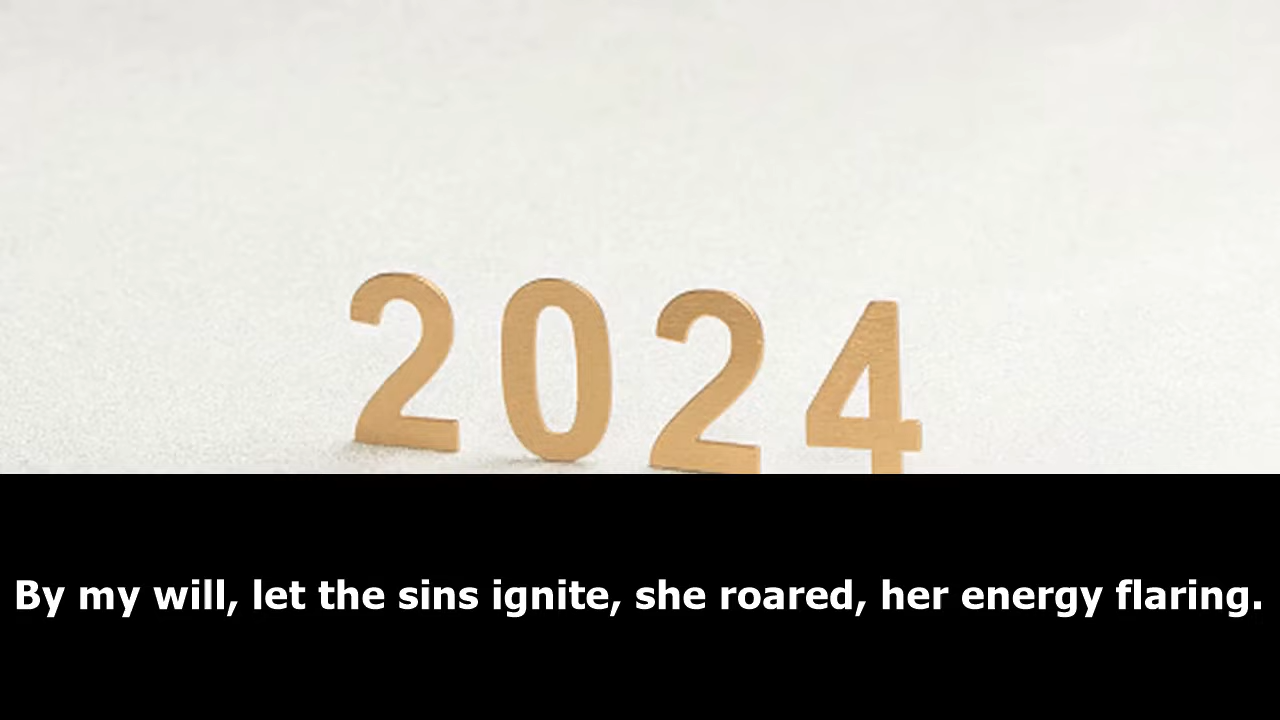 2024
By my will, let the sins ignite, she roared, her energy flaring.